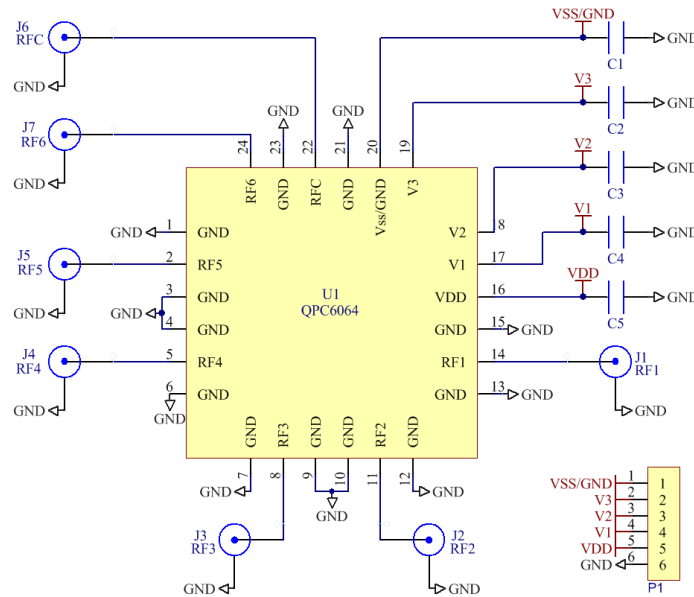 J6
RFC
GND
J7
RF6
GND
VSS/GND
C1
GND
V3
C2
GND
V2
C3
GND
V1
C4
GND
VDD
C5
GND
GND
GND
24
23
22
21
20
19
RF6
GND
RFC
GND
Vss/GND
V3
GND
1
GND
V2
8
J5
RF5
GND
2
RF5
V1
17
GND
3
GND
VDD
16
4
GND
GND
15
GND
U1
QPC6064
J4
RF4
GND
5
RF4
RF1
14
J1
RF1
GND
6
GND
GND
GND
13
GND
GND
RF3
GND
GND
RF2
GND
7
8
9
10
11
12
GND
GND
GND
J3
RF3
GND
J2
RF2
GND
VSS/GND 1 1
V3 2 2
V2 3 3
V1 4 4
VDD 5 5
GND 6 6
P1